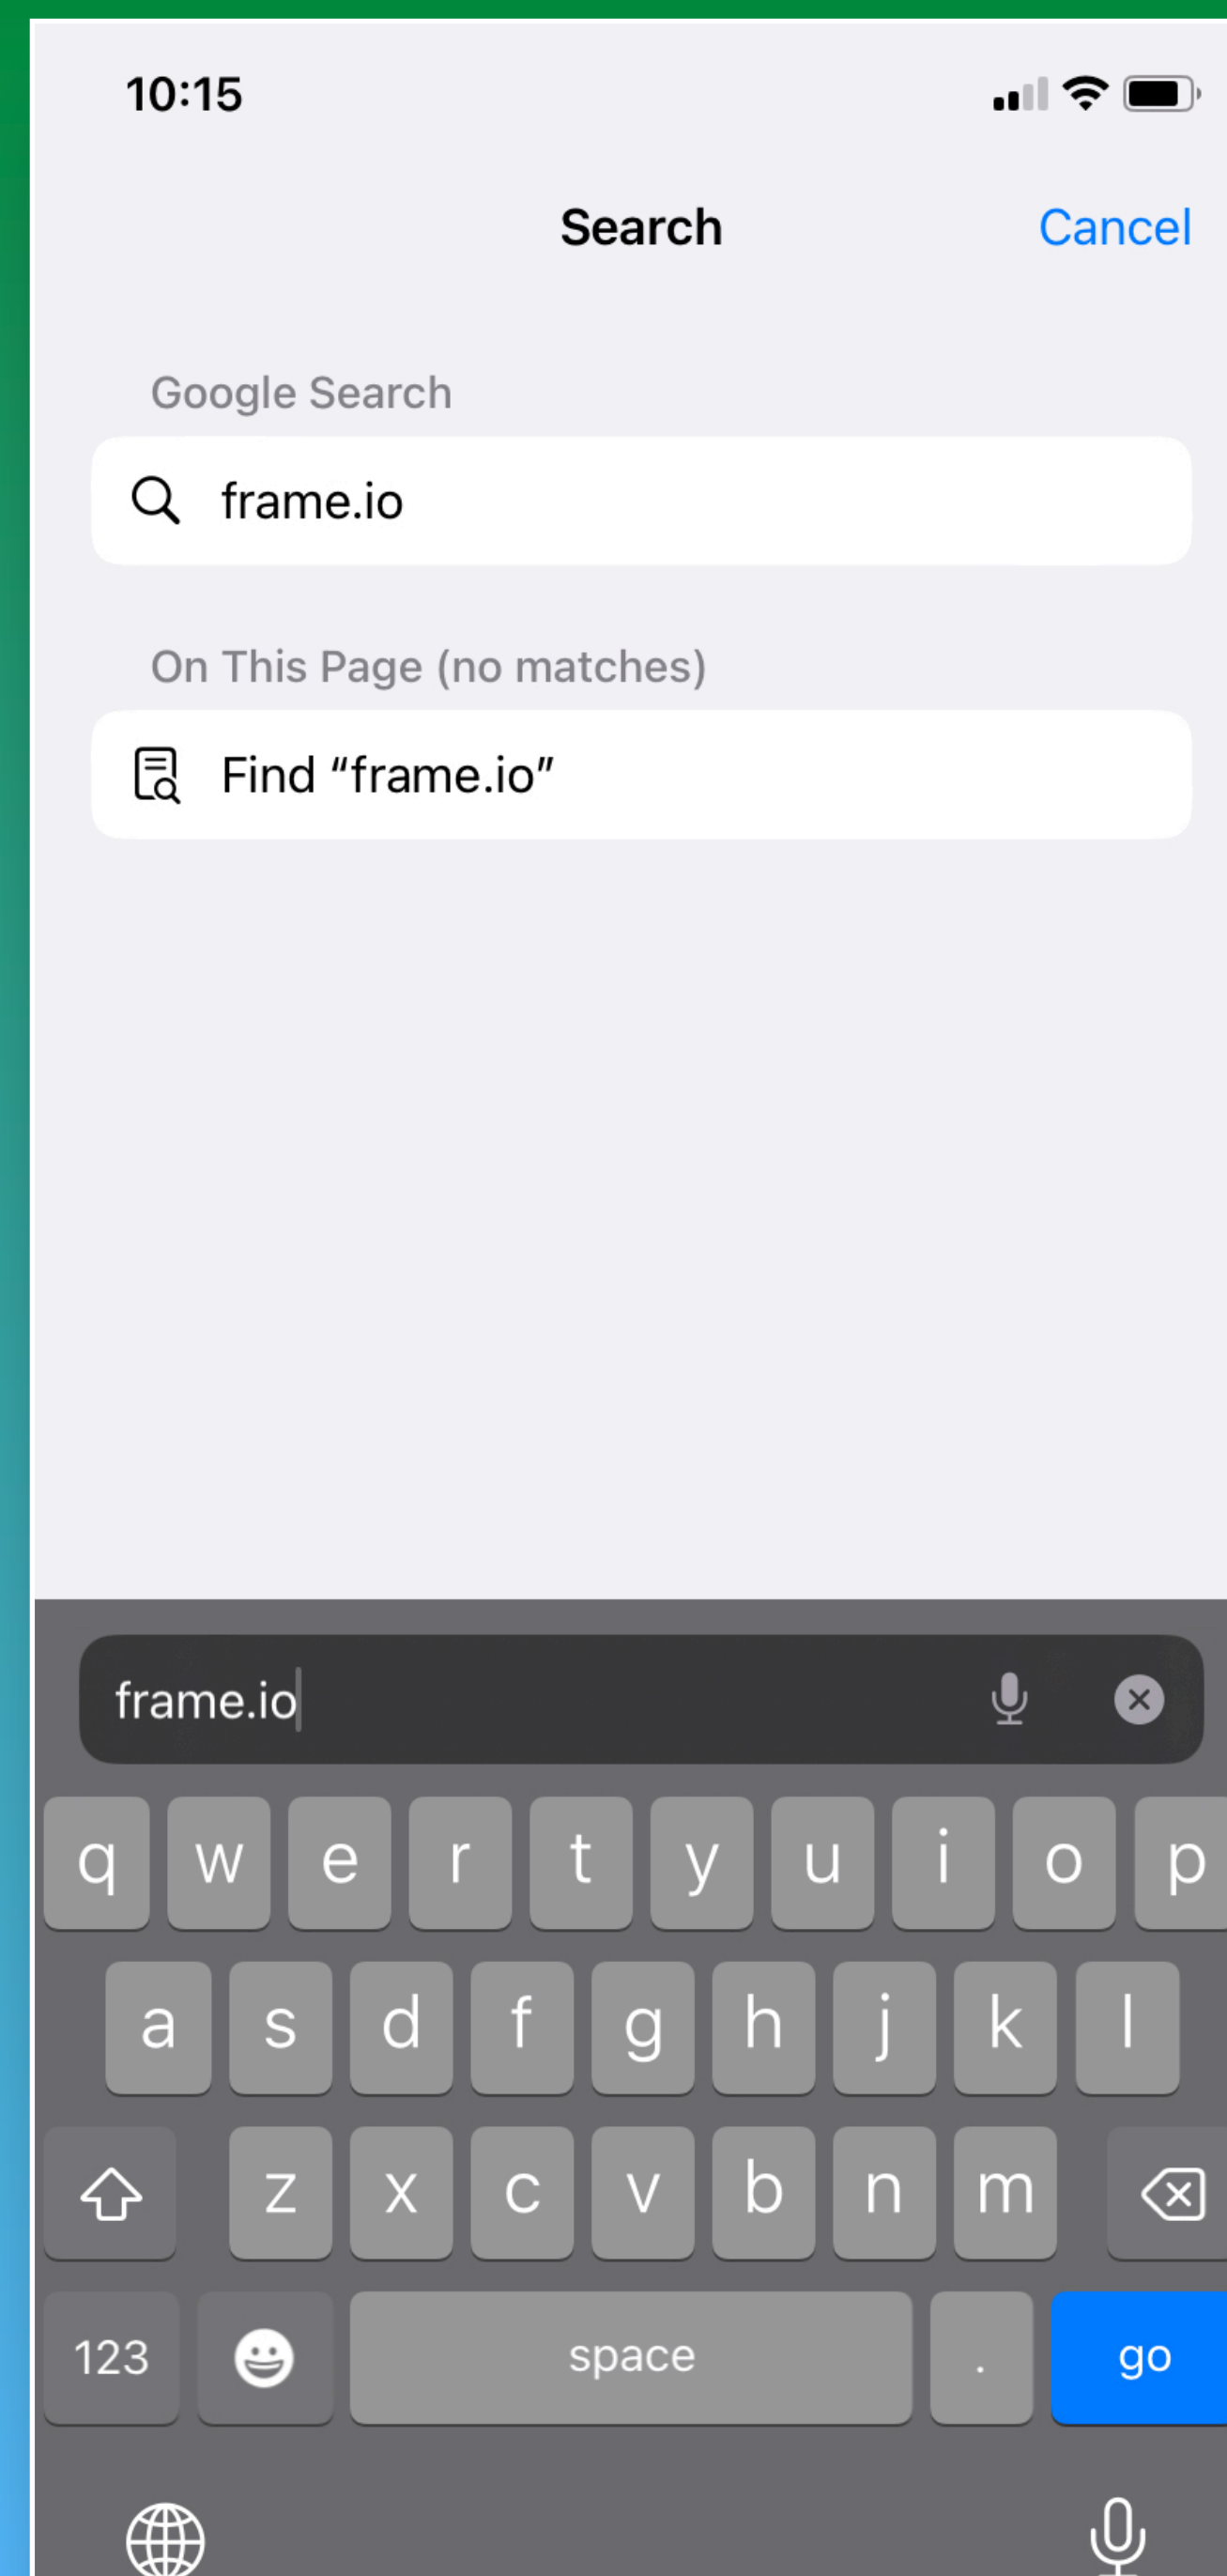 10:15
Search Cancel
Google Search
frame.io
On This Page (no matches)
Find “frame.io”
frame.io
q w e r t y u i o p
a s d f g h j k l
z x c v b n m
123 space . go